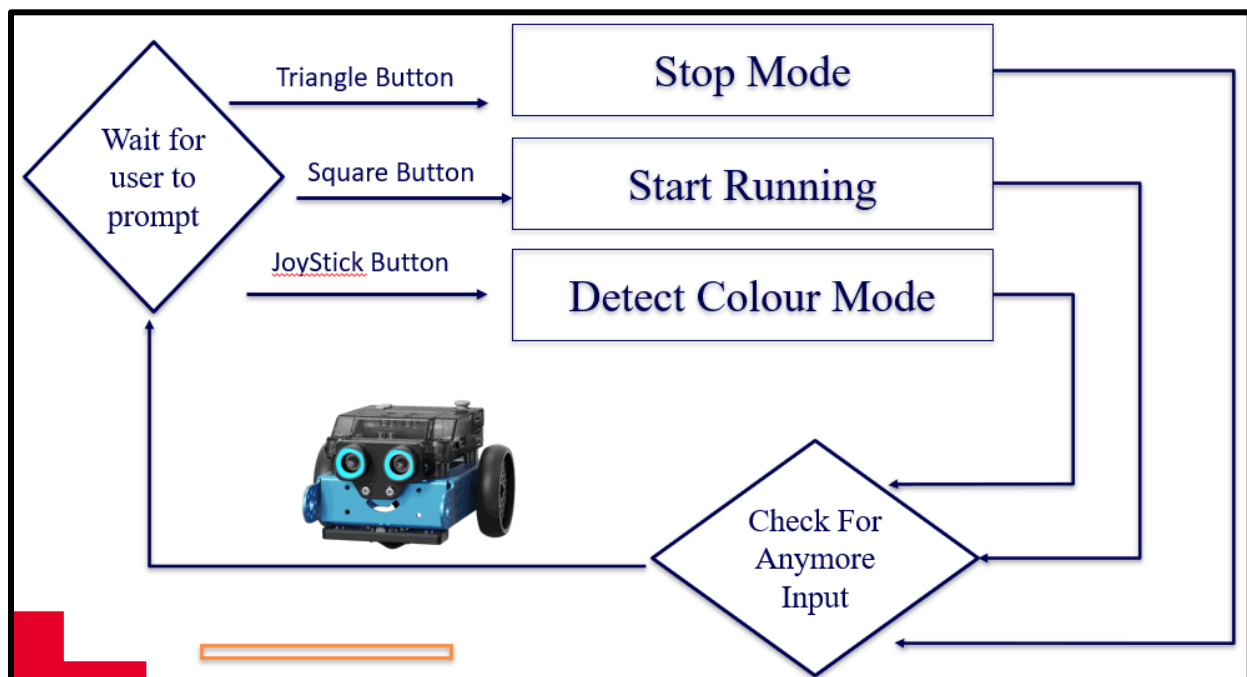 Triangle Button
Stop Mode
Wait for
user to
prompt
Square Button
Start Running
JoyStick Button
Detect Colour Mode
Check For
Anymore
Input